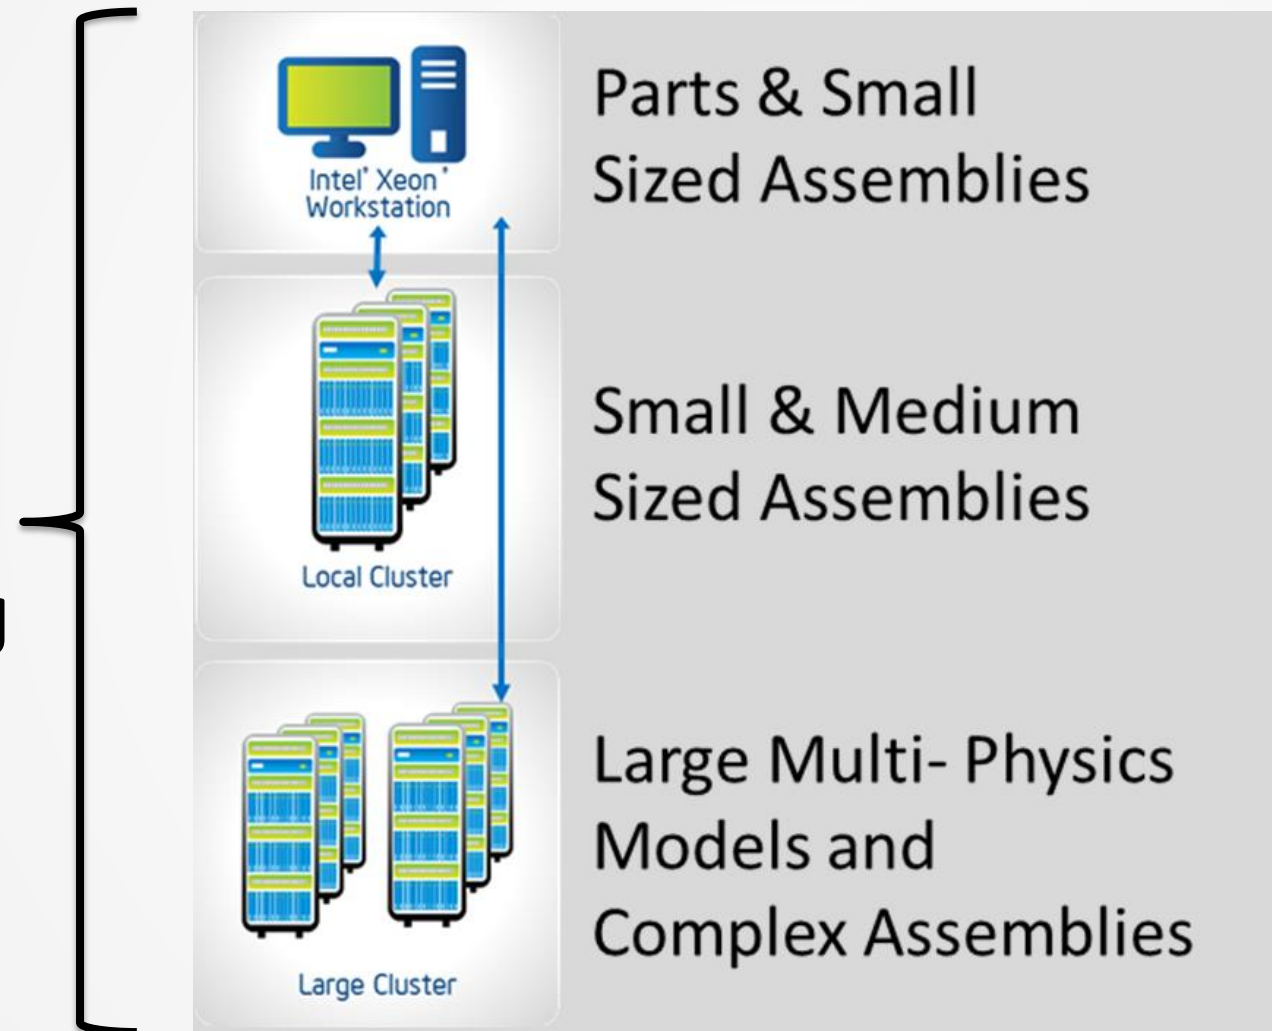 Intel® Xeon®
Workstation
Parts & Small
Sized Assemblies
Local Cluster
Small & Medium
Sized Assemblies
Large Cluster
Large Multi- Physics
Models and
Complex Assemblies